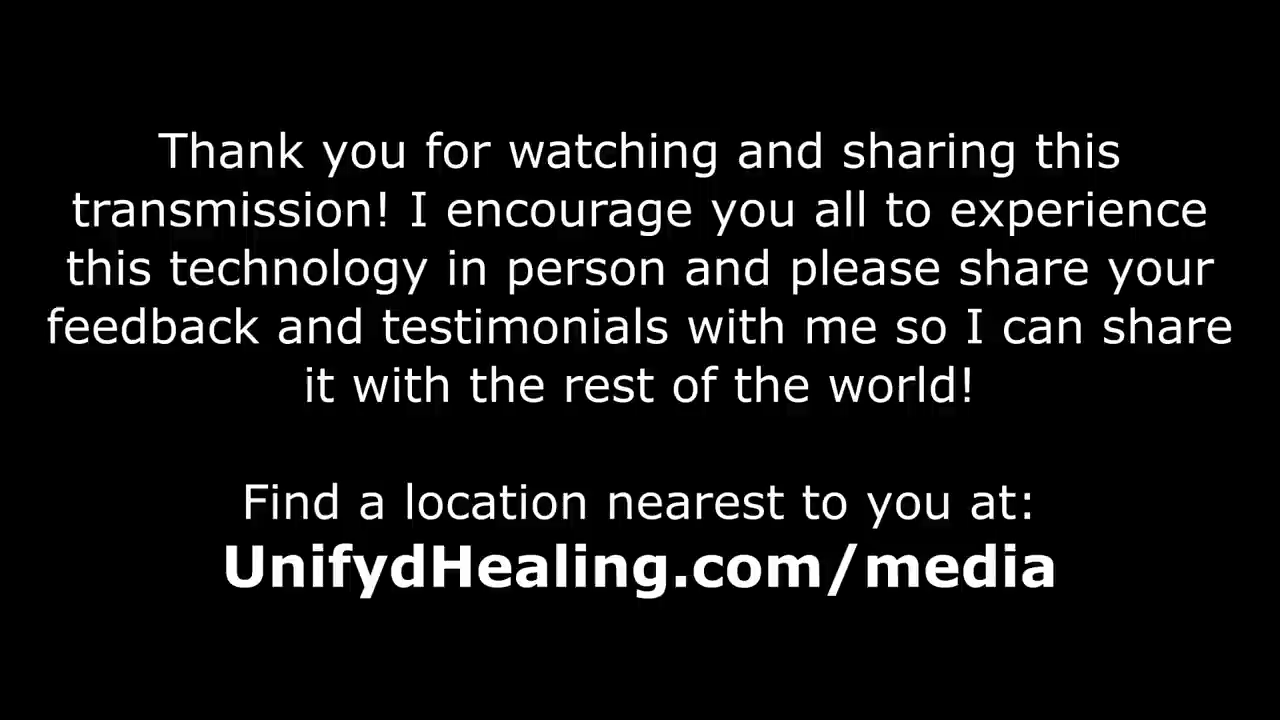 Thank you for watching and sharing this
transmission! I encourage you all to experience
this technology in person and please share your
feedback and testimonials with me so I can share
it with the rest of the world!
Find a location nearest to you at:
UnifydHealing.com/media